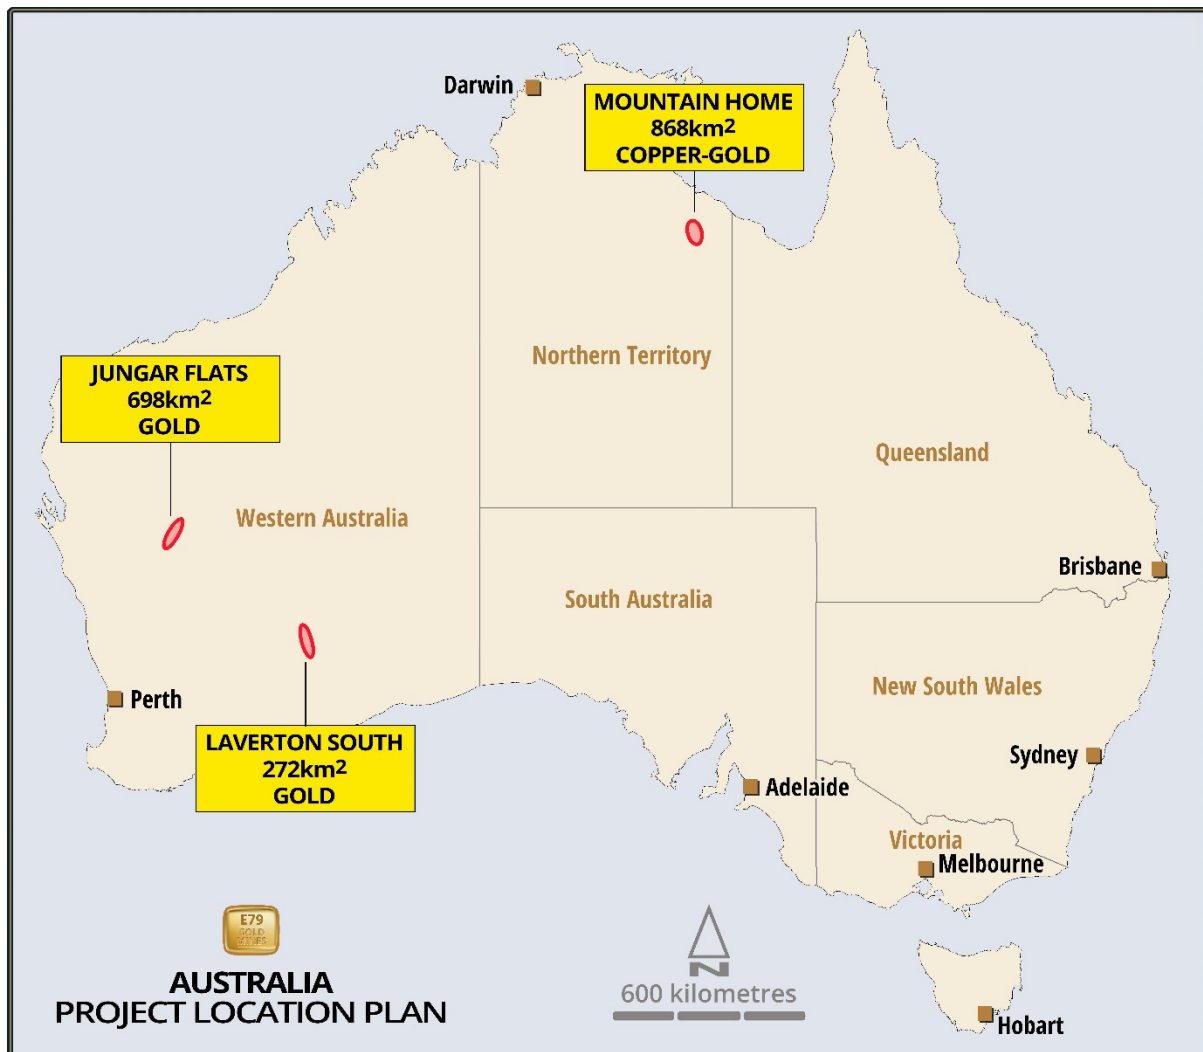 Darwin
MOUNTAIN HOME
868km²
COPPER-GOLD
JUNGAR FLATS
698km²
GOLD
Northern Territory
Queensland
Western Australia
Brisbane
South Australia
New South Wales
Perth
LAVERTON SOUTH
272km²
GOLD
Sydney
Adelaide
Victoria
Melbourne
E79
GOLD
MINES
AUSTRALIA
PROJECT LOCATION PLAN
N
600 kilometres
Hobart